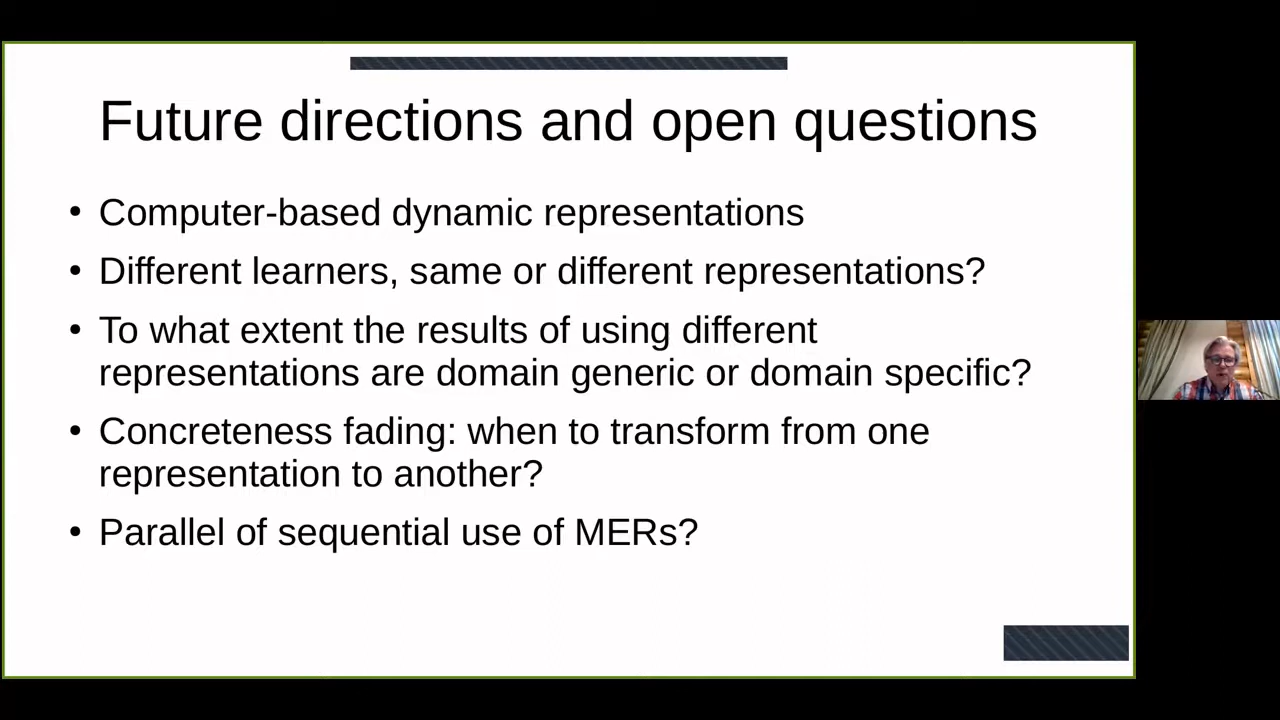 Future directions and open questions
• Computer-based dynamic representations
• Different learners, same or different representations?
• To what extent the results of using different
representations are domain generic or domain specific?
• Concreteness fading: when to transform from one
representation to another?
• Parallel of sequential use of MERs?